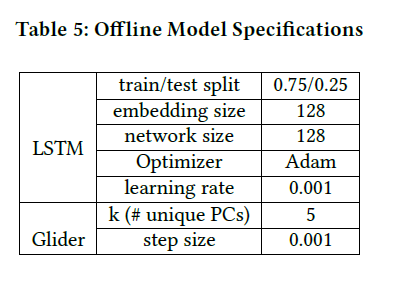 Table 5: Offline Model Specifications
LSTM
train/test split 0.75/0.25
embedding size 128
network size 128
Optimizer Adam
learning rate 0.001
Glider
k (# unique PCs) 5
step size 0.001